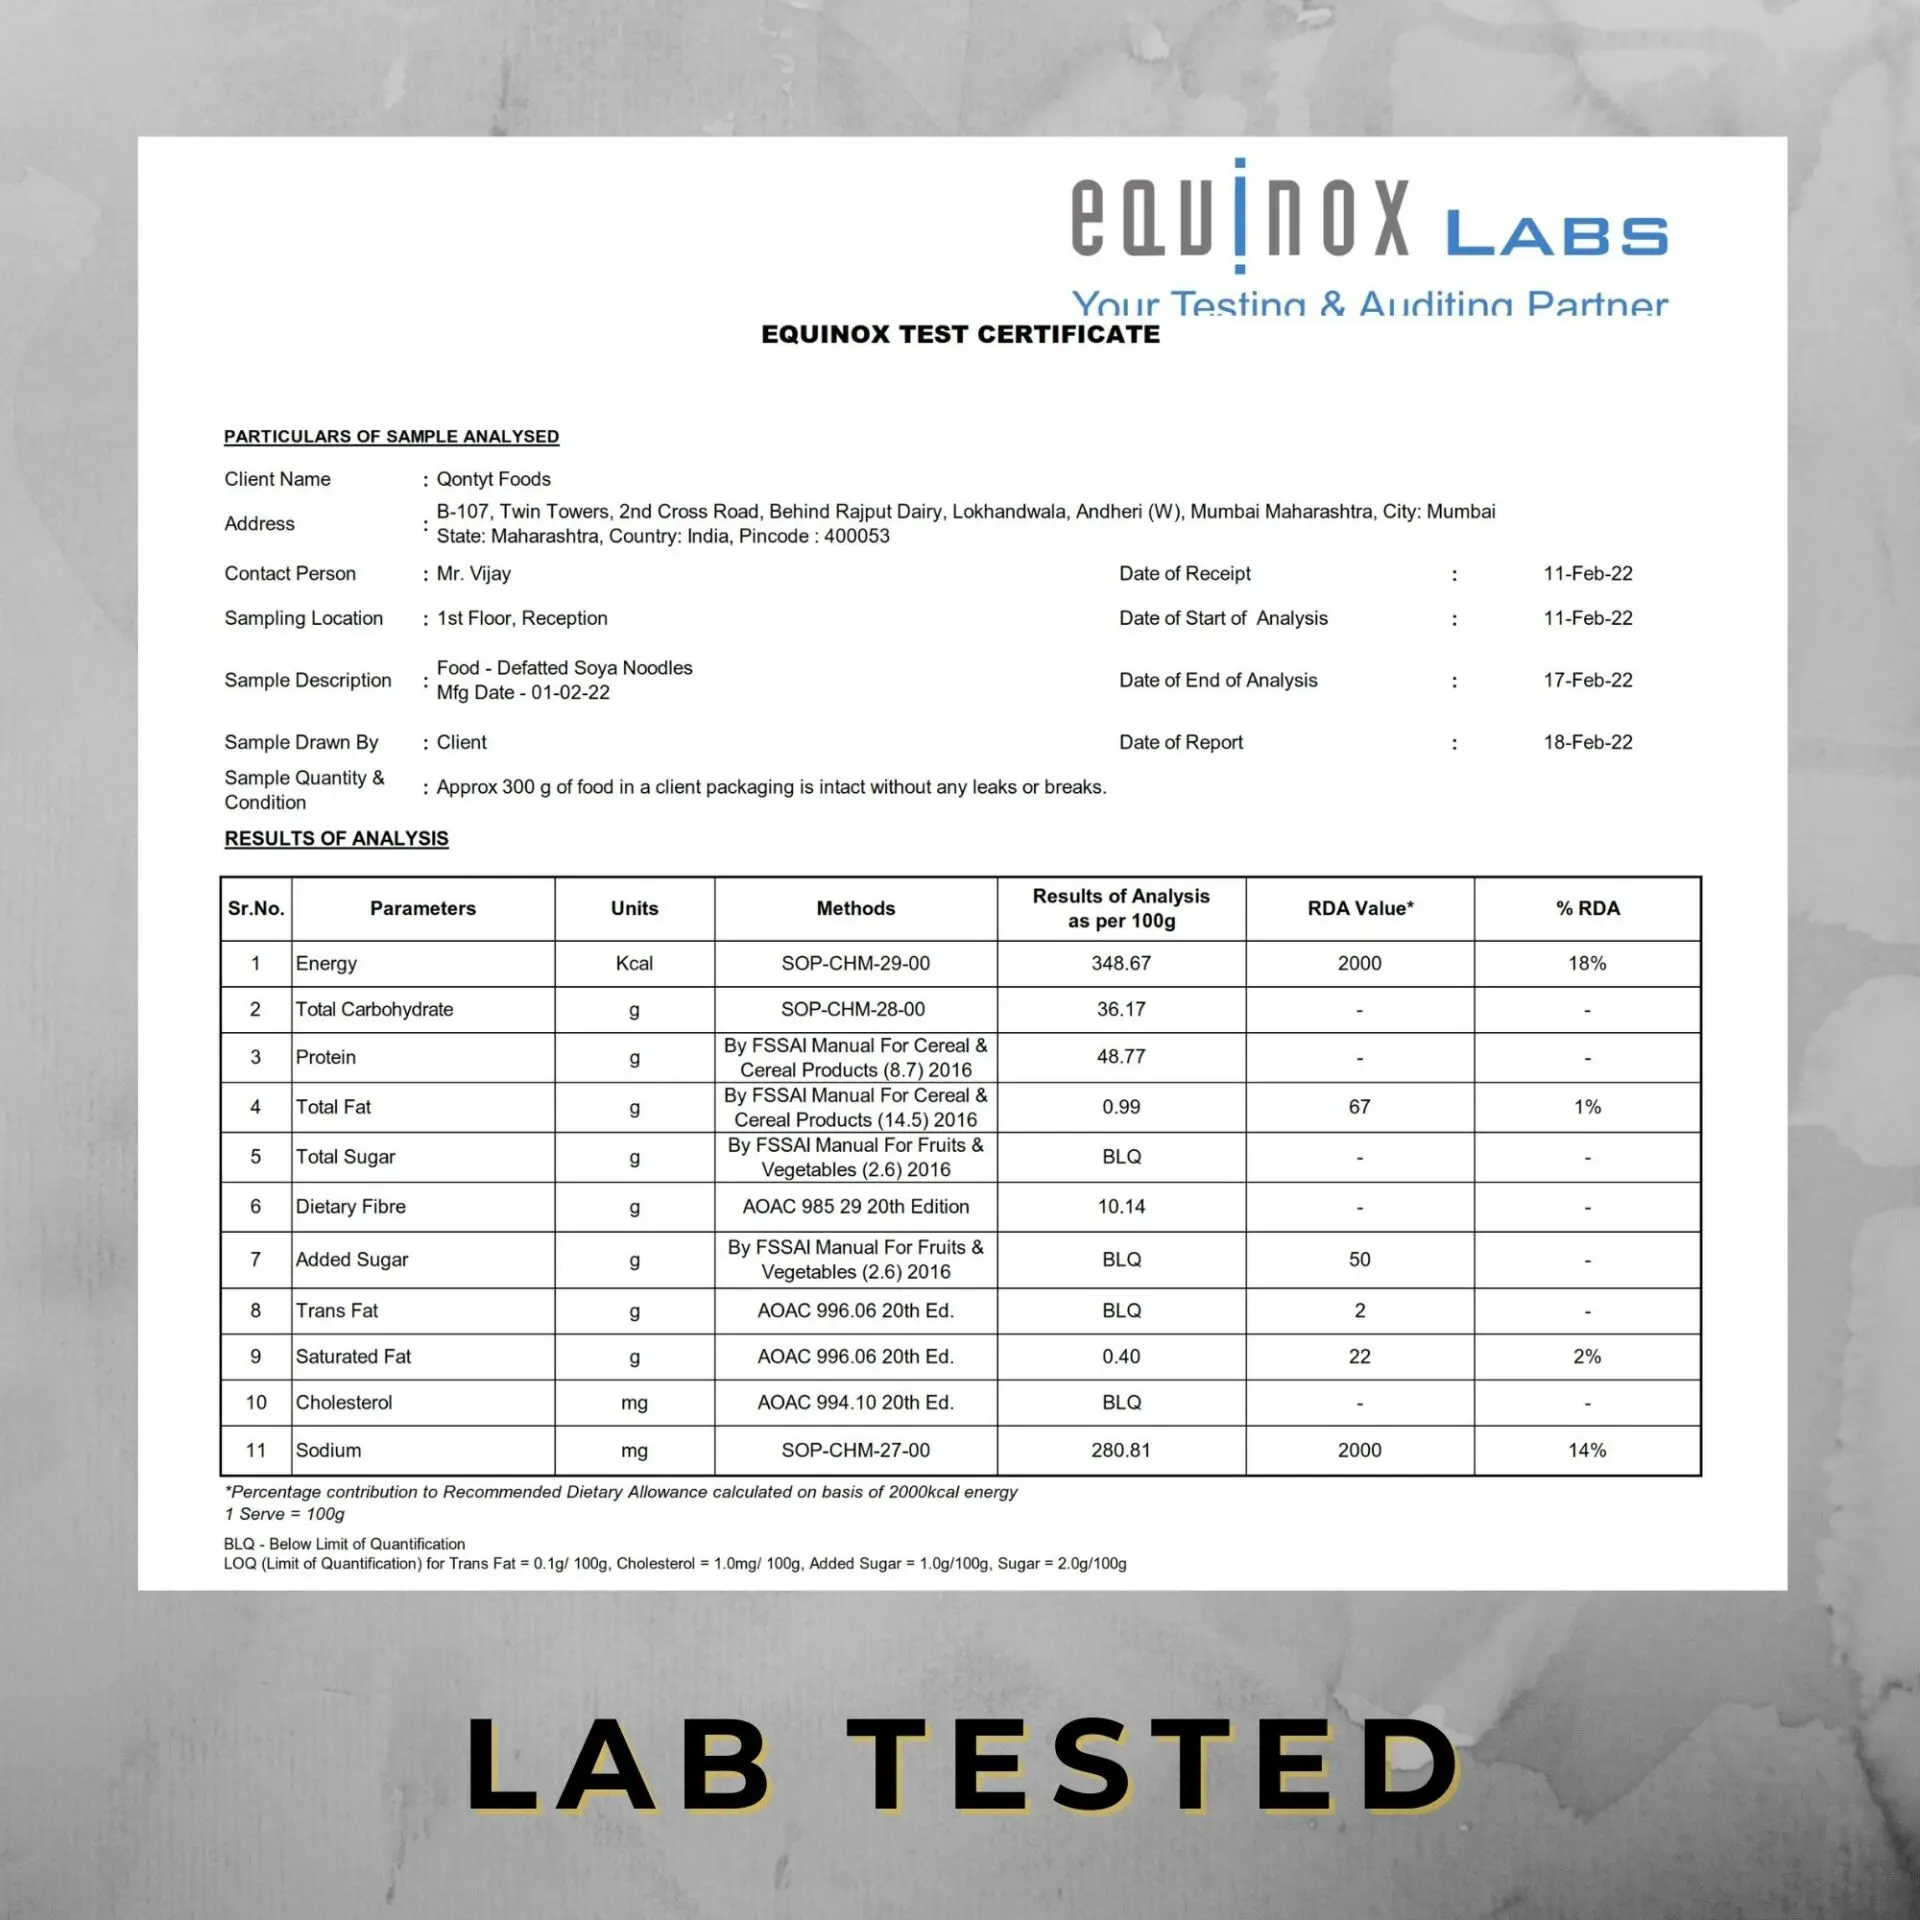 equinox LABS
Your Testing & Auditing Partner
EQUINOX TEST CERTIFICATE
PARTICULARS OF SAMPLE ANALYSED
Client Name : Qontyt Foods
Address : B-107, Twin Towers, 2nd Cross Road, Behind Rajput Dairy, Lokhandwala, Andheri (W), Mumbai Maharashtra, City: Mumbai
State: Maharashtra, Country: India, Pincode : 400053
Contact Person : Mr. Vijay Date of Receipt : 11-Feb-22
Sampling Location : 1st Floor, Reception Date of Start of Analysis : 11-Feb-22
Sample Description : Food - Defatted Soya Noodles
Mfg Date - 01-02-22 Date of End of Analysis : 17-Feb-22
Sample Drawn By : Client Date of Report : 18-Feb-22
Sample Quantity &
Condition : Approx 300 g of food in a client packaging is intact without any leaks or breaks.
RESULTS OF ANALYSIS
Sr.No. Parameters Units Methods Results of Analysis as per 100g RDA Value* % RDA
1 Energy Kcal SOP-CHM-29-00 348.67 2000 18%
2 Total Carbohydrate g SOP-CHM-28-00 36.17 - -
3 Protein g By FSSAI Manual For Cereal & Cereal Products (8.7) 2016 48.77 - -
4 Total Fat g By FSSAI Manual For Cereal & Cereal Products (14.5) 2016 0.99 67 1%
5 Total Sugar g By FSSAI Manual For Fruits & Vegetables (2.6) 2016 BLQ - -
6 Dietary Fibre g AOAC 985 29 20th Edition 10.14 - -
7 Added Sugar g By FSSAI Manual For Fruits & Vegetables (2.6) 2016 BLQ 50 -
8 Trans Fat g AOAC 996.06 20th Ed. BLQ 2 -
9 Saturated Fat g AOAC 996.06 20th Ed. 0.40 22 2%
10 Cholesterol mg AOAC 994.10 20th Ed. BLQ - -
11 Sodium mg SOP-CHM-27-00 280.81 2000 14%
*Percentage contribution to Recommended Dietary Allowance calculated on basis of 2000kcal energy
1 Serve = 100g
BLQ - Below Limit of Quantification
LOQ (Limit of Quantification) for Trans Fat = 0.1g/ 100g, Cholesterol = 1.0mg/ 100g, Added Sugar = 1.0g/100g, Sugar = 2.0g/100g
LAB TESTED